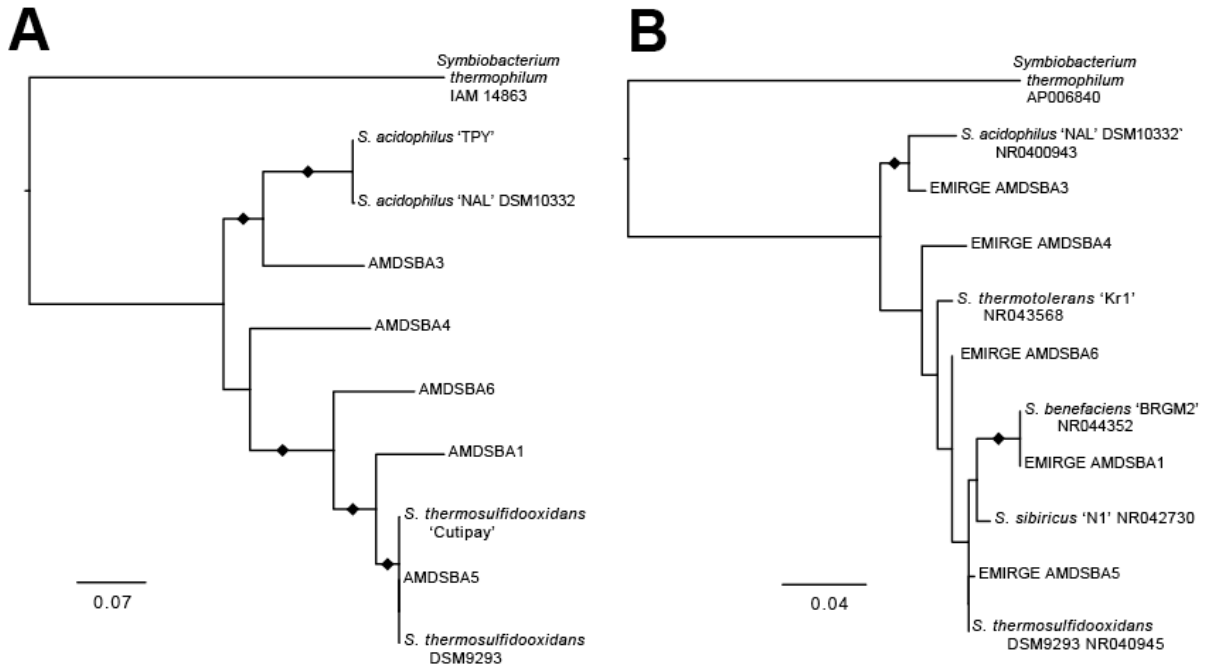 A
Symbiobacterium
thermophilum
IAM 14863
S. acidophilus ‘TPY’
S. acidophilus ‘NAL’ DSM10332
AMDSBA3
AMDSBA4
AMDSBA6
AMDSBA1
S. thermosulfidooxidans
‘Cutipay’
AMDSBA5
S. thermosulfidooxidans
DSM9293
0.07
B
Symbiobacterium
thermophilum
AP006840
S. acidophilus ‘NAL’ DSM10332‘
NR0400943
EMIRGE AMDSBA3
EMIRGE AMDSBA4
S. thermotolerans ‘Kr1’
NR043568
EMIRGE AMDSBA6
S. benefaciens ‘BRGM2’
NR044352
EMIRGE AMDSBA1
S. sibiricus ‘N1’ NR042730
EMIRGE AMDSBA5
S. thermosulfidooxidans
DSM9293 NR040945
0.04